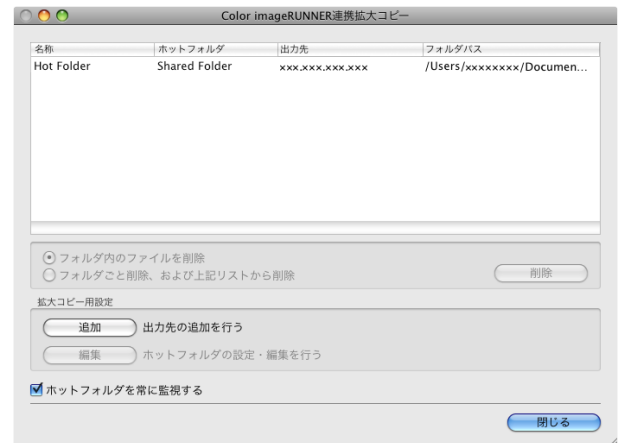 Color imageRUNNER連携拡大コピー
名称 ホットフォルダ 出力先 フォルダパス
Hot Folder Shared Folder xxx.xxx.xxx.xxx /Users/xxxxxxxx/Documen...
フォルダ内のファイルを削除
フォルダごと削除、および上記リストから削除 削除
拡大コピー用設定
追加 出力先の追加を行う
編集 ホットフォルダの設定・編集を行う
ホットフォルダを常に監視する
閉じる